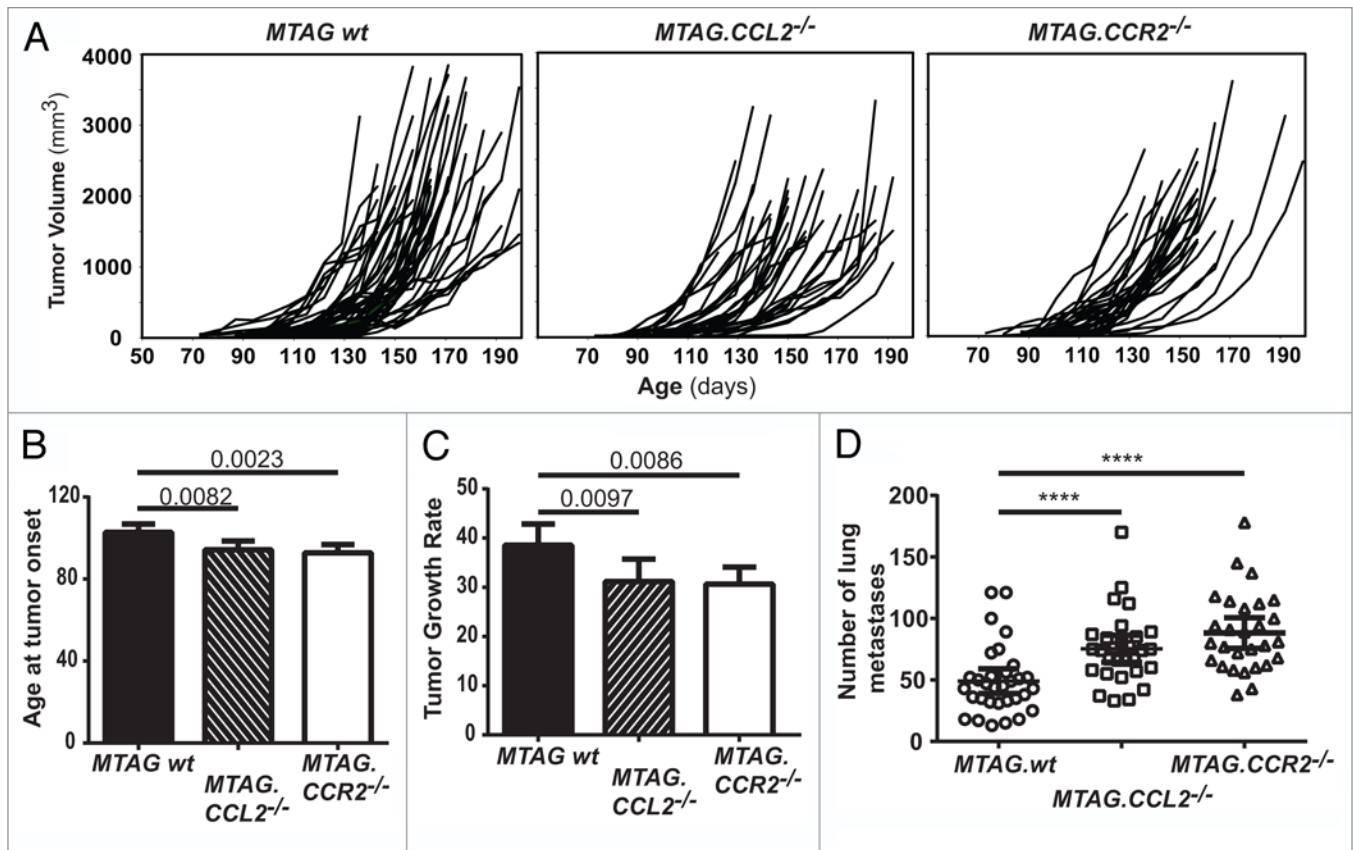 A
MTAG wt
MTAG.CCL2-/-
MTAG.CCR2-/-
Tumor Volume (mm3)
4000
3000
2000
1000
0
50 70 90 110 130 150 170 190
70 90 110 130 150 170 190
70 90 110 130 150 170 190
Age (days)
B
0.0023
0.0082
Age at tumor onset
120
80
40
0
MTAG wt
MTAG.
CCL2-/-
MTAG.
CCR2-/-
C
0.0086
0.0097
Tumor Growth Rate
50
40
30
20
10
0
MTAG wt
MTAG.
CCL2-/-
MTAG.
CCR2-/-
D
****
****
Number of lung
metastases
200
150
100
50
0
MTAG.wt
MTAG.CCL2-/-
MTAG.CCR2-/-